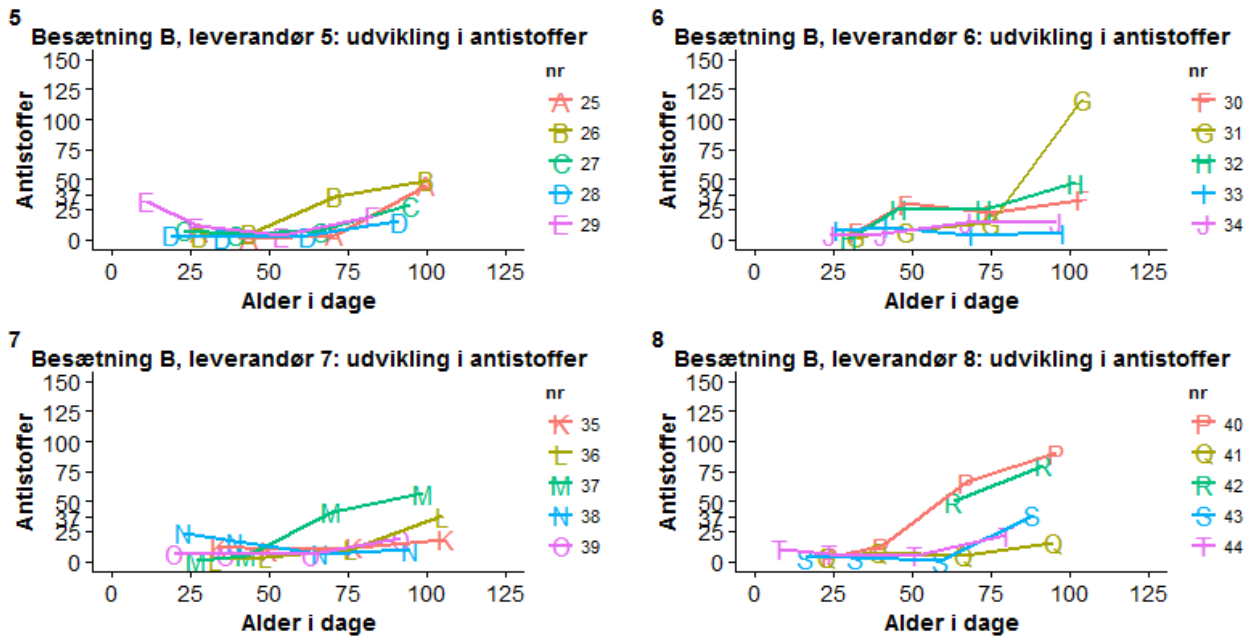 5
Besætning B, leverandør 5: udvikling i antistoffer
Antistoffer
150
125
100
75
50
37
25
0
0 25 50 75 100 125
Alder i dage
nr
A 25
B 26
C 27
D 28
E 29
6
Besætning B, leverandør 6: udvikling i antistoffer
Antistoffer
150
125
100
75
50
37
25
0
0 25 50 75 100 125
Alder i dage
nr
F 30
G 31
H 32
I 33
J 34
7
Besætning B, leverandør 7: udvikling i antistoffer
Antistoffer
150
125
100
75
50
37
25
0
0 25 50 75 100 125
Alder i dage
nr
K 35
L 36
M 37
N 38
O 39
8
Besætning B, leverandør 8: udvikling i antistoffer
Antistoffer
150
125
100
75
50
37
25
0
0 25 50 75 100 125
Alder i dage
nr
P 40
Q 41
R 42
S 43
T 44